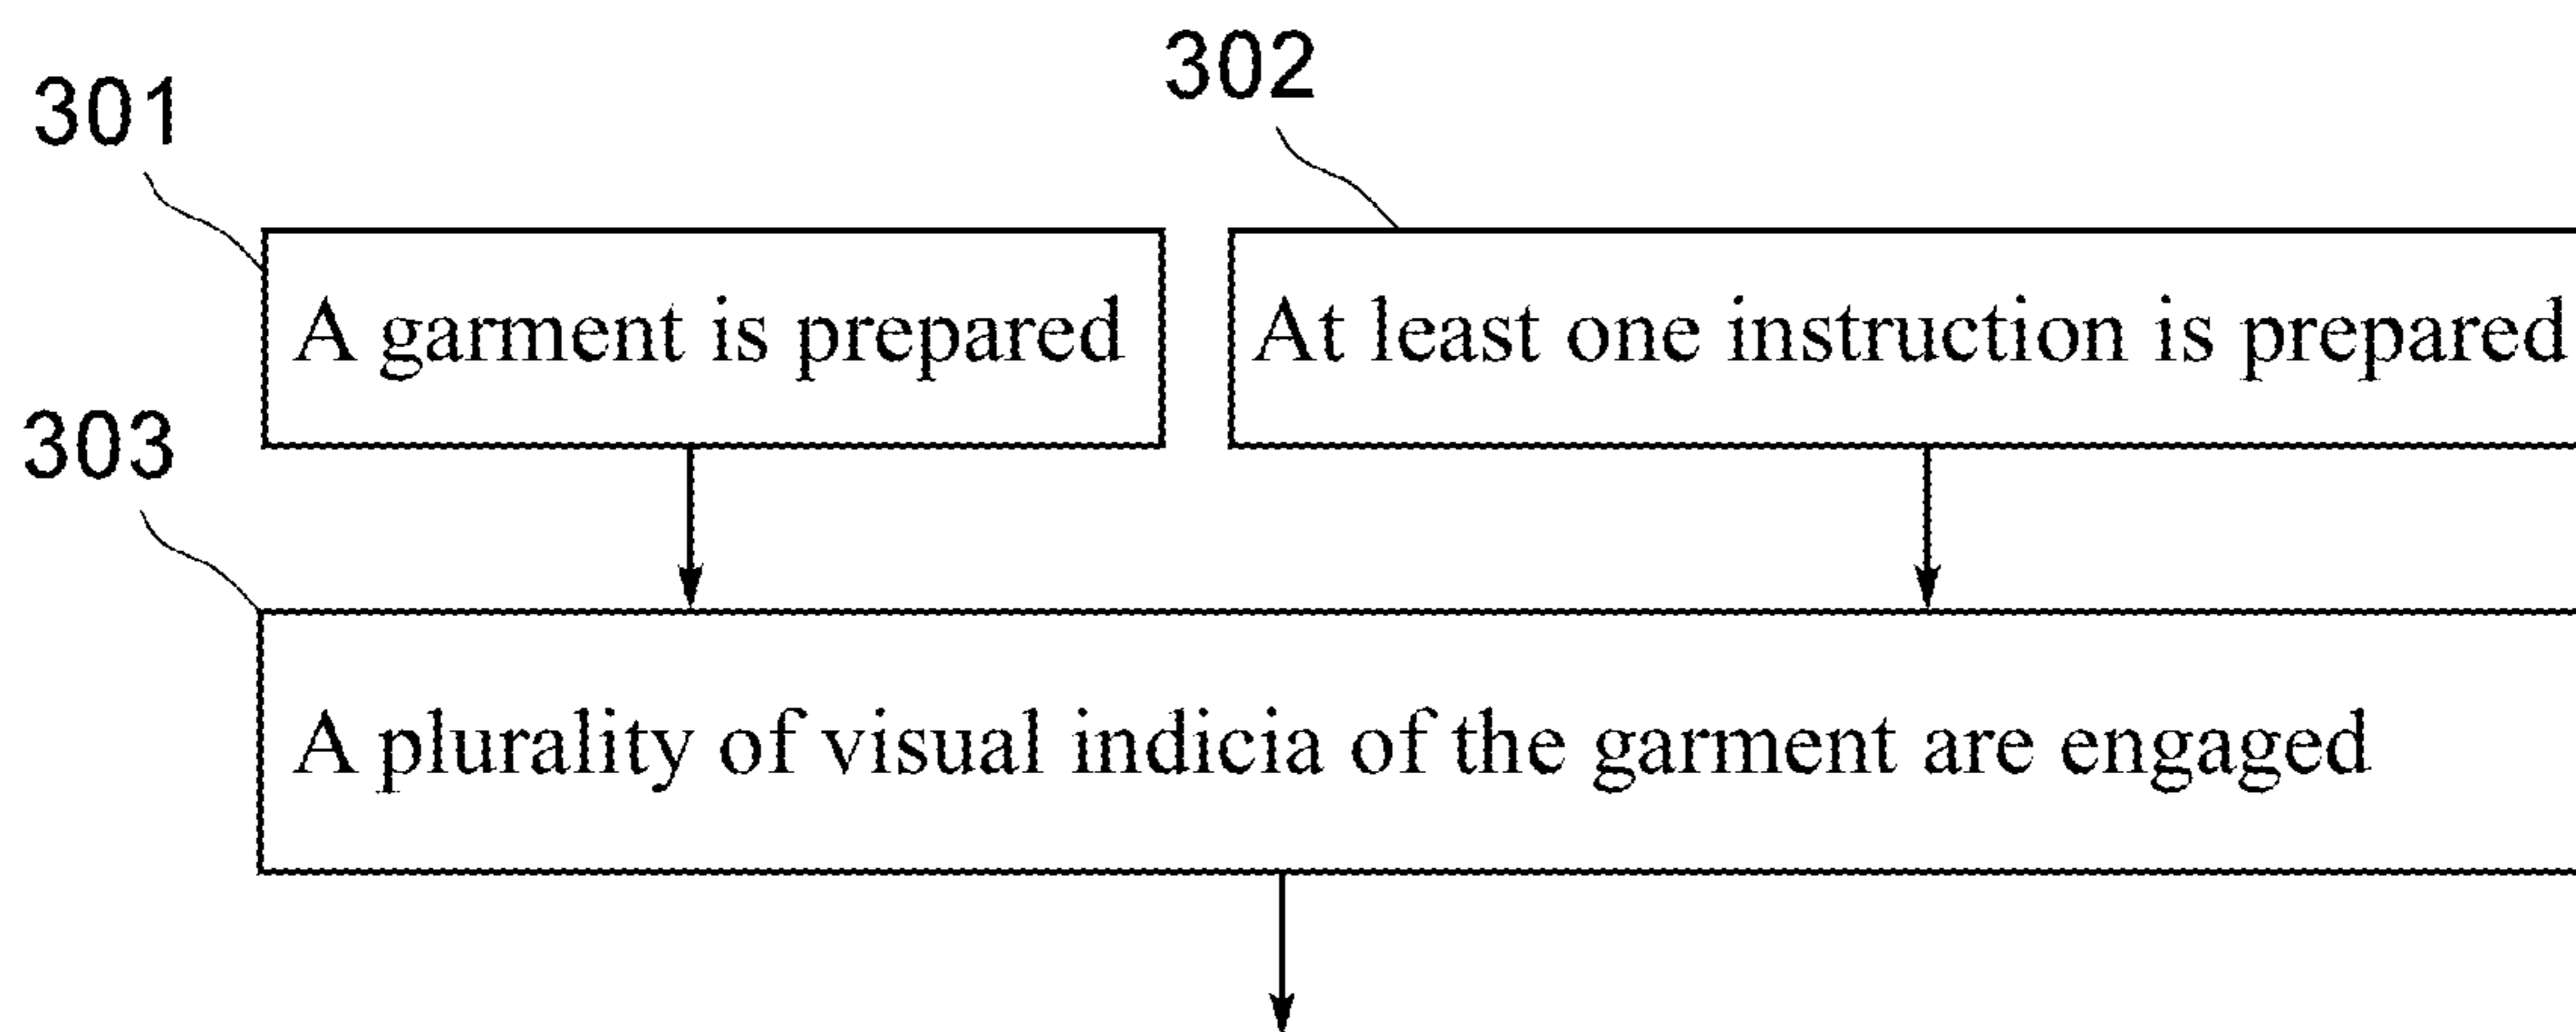 302
301
A garment is prepared
At least one instruction is prepared
303
A plurality of visual indicia of the garment are engaged